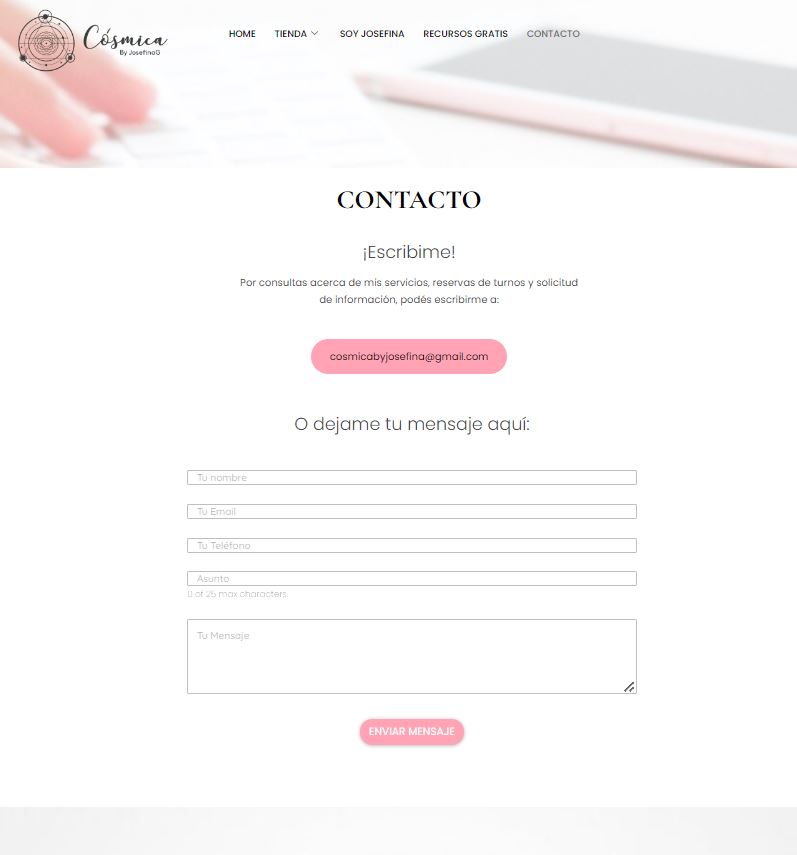 Cósmica
By JosefinaG
HOME TIENDA SOY JOSEFINA RECURSOS GRATIS CONTACTO
CONTACTO
¡Escribime!
Por consultas acerca de mis servicios, reservas de turnos y solicitud
de información, podés escribirme a:
cosmicabyjosefina@gmail.com
O dejame tu mensaje aquí:
Tu nombre
Tu Email
Tu Teléfono
Asunto
0 of 25 max characters.
Tu Mensaje
ENVIAR MENSAJE